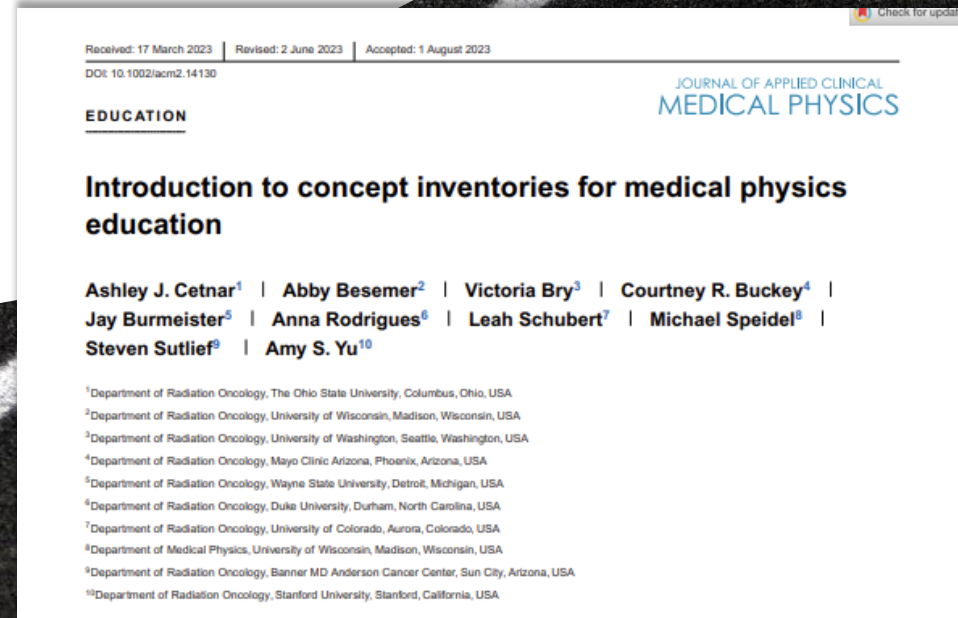 Check for updat
Received: 17 March 2023 | Revised: 2 June 2023 | Accepted: 1 August 2023
DOI: 10.1002/acm2.14130
JOURNAL OF APPLIED CLINICAL
MEDICAL PHYSICS
EDUCATION
Introduction to concept inventories for medical physics
education
Ashley J. Cetnar1 | Abby Besemer2 | Victoria Bry3 | Courtney R. Buckey4 |
Jay Burmeister5 | Anna Rodrigues6 | Leah Schubert7 | Michael Speidel8 |
Steven Sutlief9 | Amy S. Yu10
1Department of Radiation Oncology, The Ohio State University, Columbus, Ohio, USA
2Department of Radiation Oncology, University of Wisconsin, Madison, Wisconsin, USA
3Department of Radiation Oncology, University of Washington, Seattle, Washington, USA
4Department of Radiation Oncology, Mayo Clinic Arizona, Phoenix, Arizona, USA
5Department of Radiation Oncology, Wayne State University, Detroit, Michigan, USA
6Department of Radiation Oncology, Duke University, Durham, North Carolina, USA
7Department of Radiation Oncology, University of Colorado, Aurora, Colorado, USA
8Department of Medical Physics, University of Wisconsin, Madison, Wisconsin, USA
9Department of Radiation Oncology, Banner MD Anderson Cancer Center, Sun City, Arizona, USA
10Department of Radiation Oncology, Stanford University, Stanford, California, USA